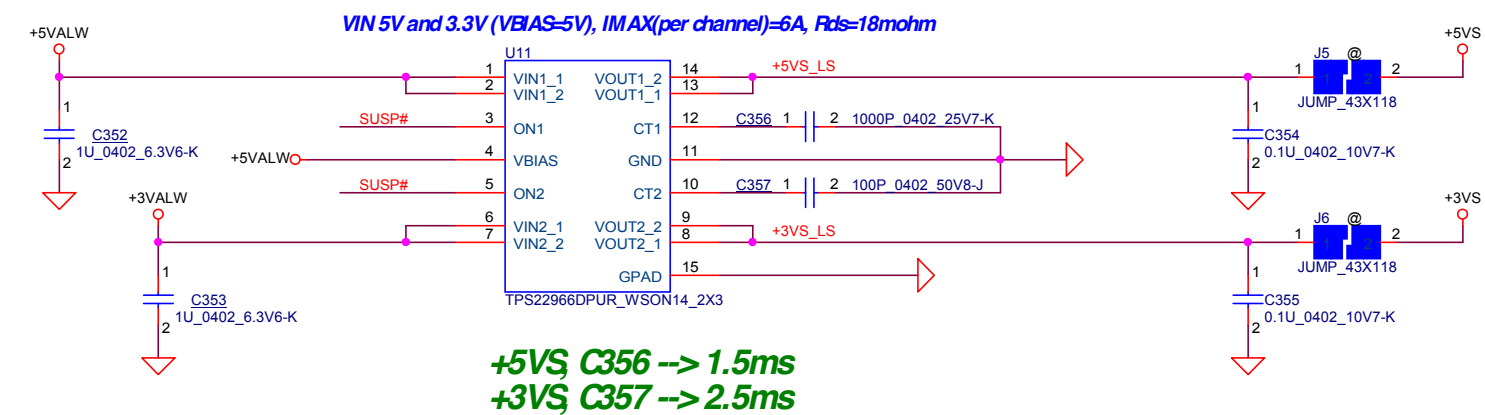 VIN 5V and 3.3V (VBIAS=5V), IMAX(per channel)=6A, Rds=18mohm
+5VALW
+5VS
U11
J5 @
1 VIN1_1 VOUT1_2 14 +5VS_LS
2 VIN1_2 VOUT1_1 13
1 1 2 2
JUMP_43X118
1
C352
1U_0402_6.3V6-K
2
SUSP# 3 ON1 CT1 12 C356 1 2 1000P_0402_25V7-K
1
C354
0.1U_0402_10V7-K
2
+5VALW 4 VBIAS GND 11
SUSP# 5 ON2 CT2 10 C357 1 2 100P_0402_50V8-J
+3VALW
+3VS
6 VIN2_1 VOUT2_2 9
7 VIN2_2 VOUT2_1 8 +3VS_LS
J6 @
1 1 2 2
JUMP_43X118
GPAD 15
TPS22966DPUR_WSON14_2X3
1
C353
1U_0402_6.3V6-K
2
1
C355
0.1U_0402_10V7-K
2
+5VS, C356 --> 1.5ms
+3VS, C357 --> 2.5ms